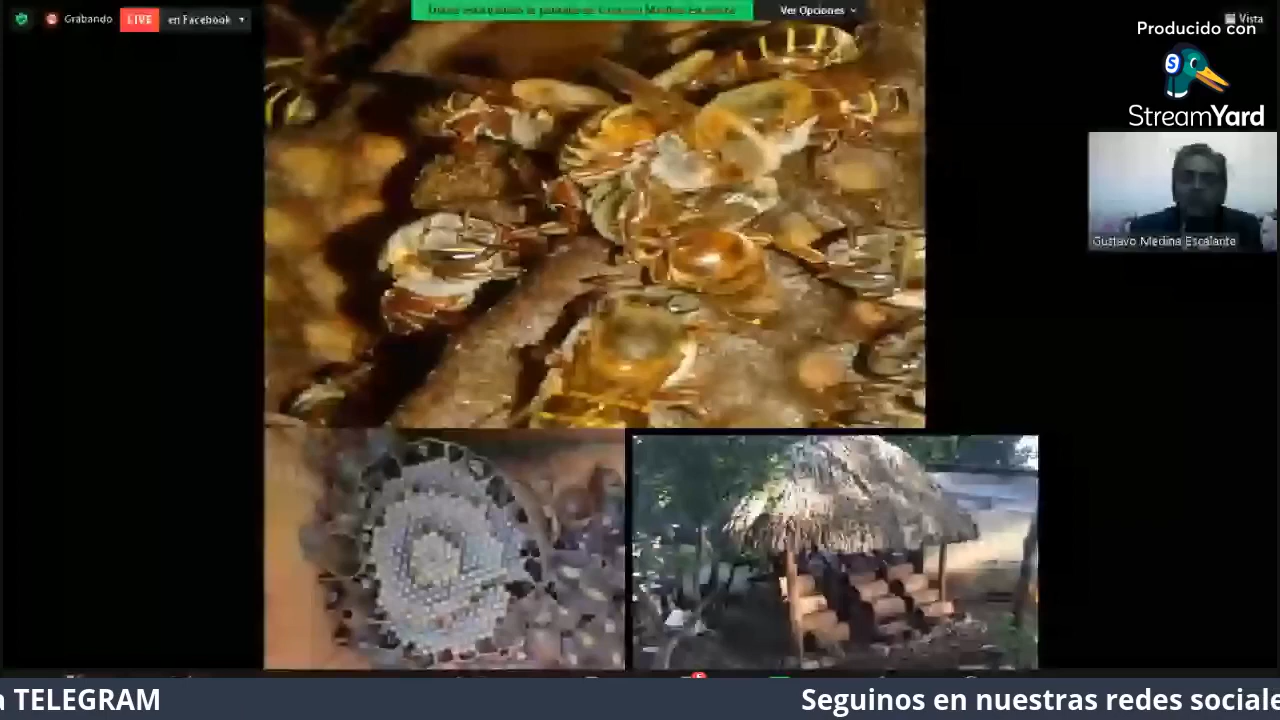 Grabando
LIVE
en Facebook
Ver Opciones
Vista
Producido con
StreamYard
Gustavo Medina Escalante
a TELEGRAM
Seguinos en nuestras redes sociale